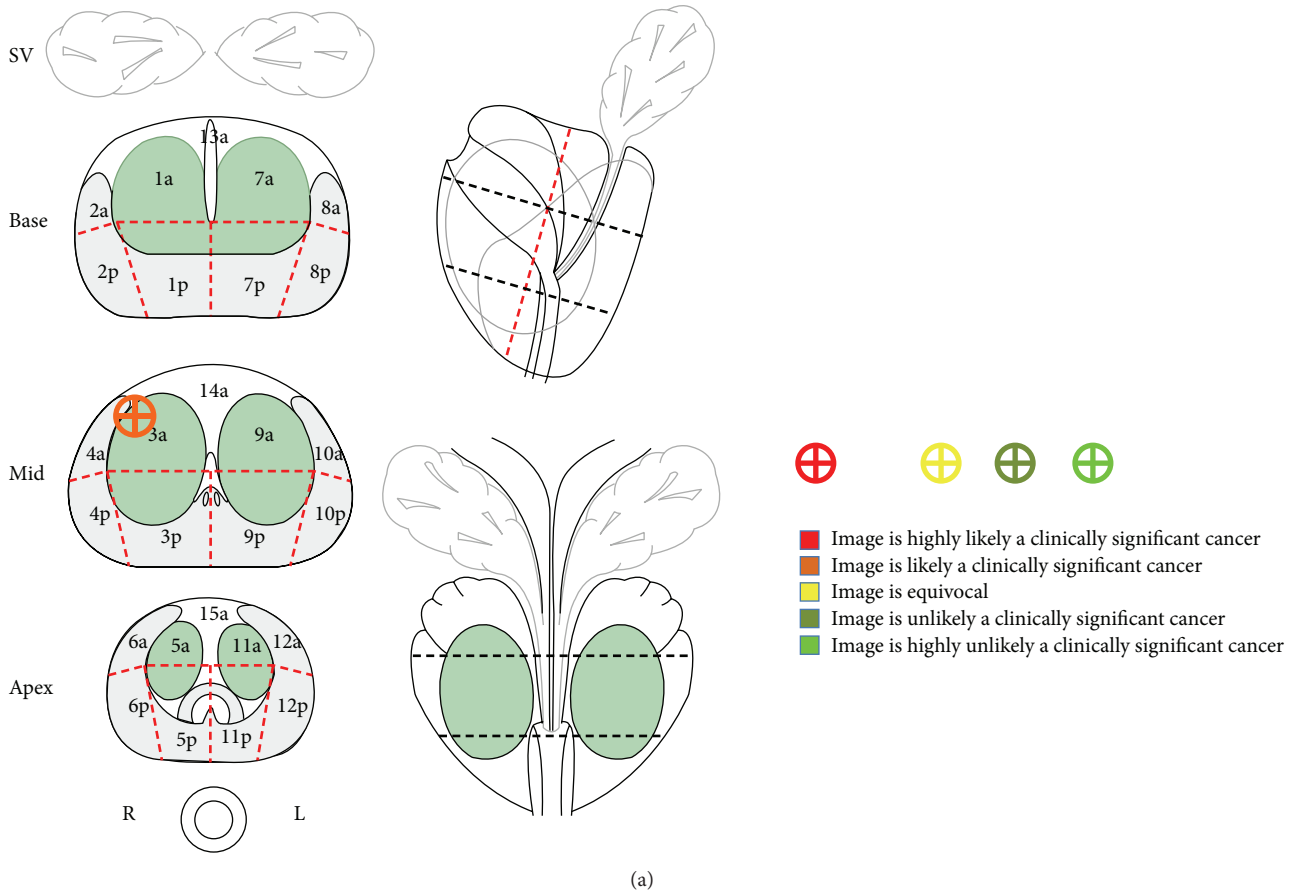 SV
13a
1a 7a
2a 8a
Base
2p 1p 7p 8p
14a
3a 9a
4a 10a
Mid
4p 3p 9p 10p
15a
6a 5a 11a 12a
Apex
6p 12p
5p 11p
R L
Image is highly likely a clinically significant cancer
Image is likely a clinically significant cancer
Image is equivocal
Image is unlikely a clinically significant cancer
Image is highly unlikely a clinically significant cancer
(a)